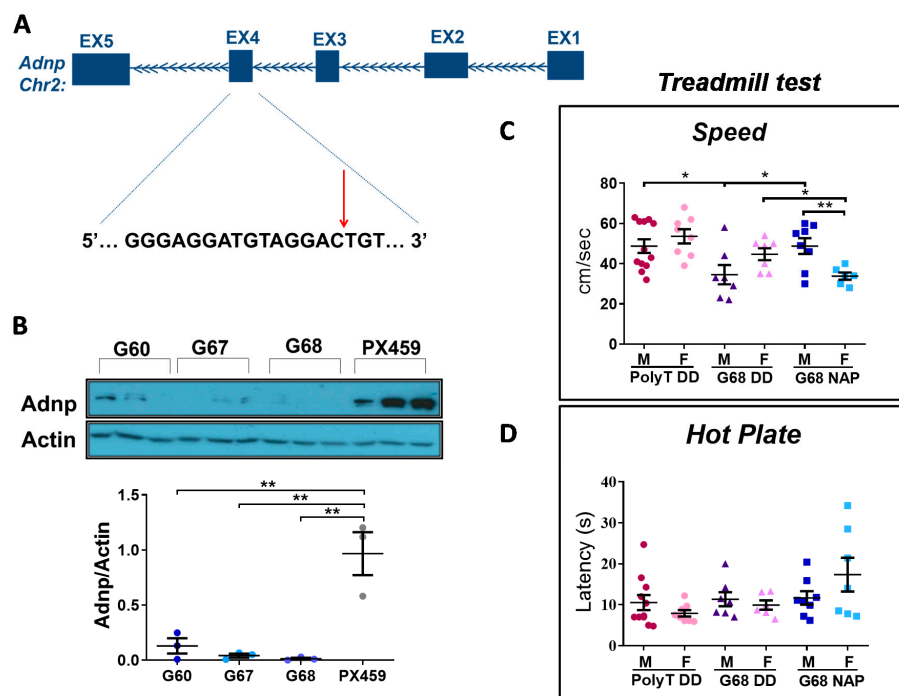 A
EX5 EX4 EX3 EX2 EX1
Adnp
Chr2:
5’... GGGAGGATGTAGGACTGT... 3’
B
G60 G67 G68 PX459
Adnp
Actin
** 
**
**
Adnp/Actin
1.5
1.0
0.5
0.0
G60 G67 G68 PX459
Treadmill test
C
Speed
* *
*
**
cm/sec
80
60
40
20
0
M F M F M F
PolyT DD G68 DD G68 NAP
D
Hot Plate
Latency (s)
40
30
20
10
0
M F M F M F
PolyT DD G68 DD G68 NAP